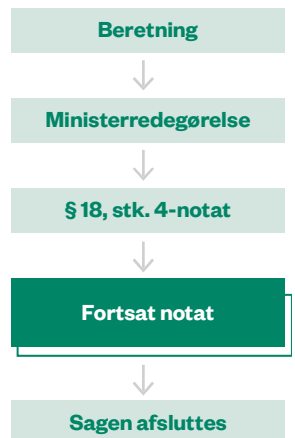 Beretning
Ministerredegørelse
§ 18, stk. 4-notat
Fortsat notat
Sagen afsluttes